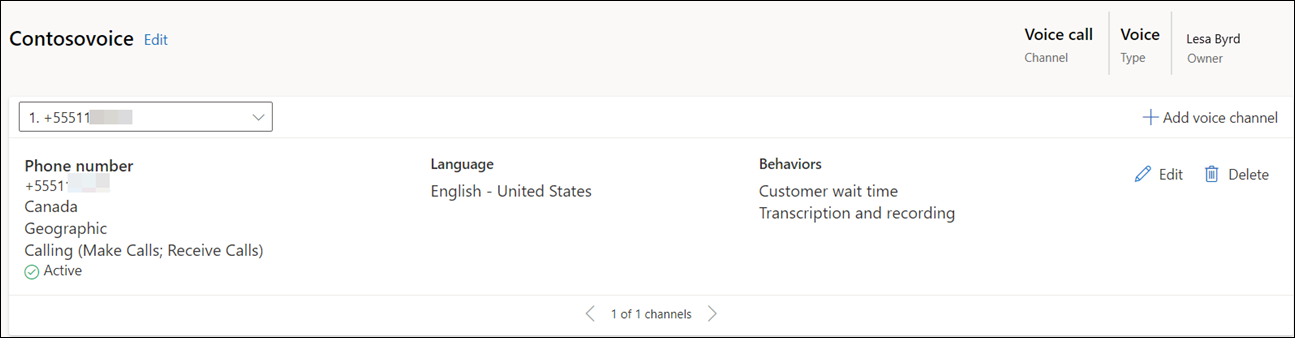 Contosovoice Edit
Voice call
Channel
Voice
Type
Lesa Byrd
Owner
1. +55511
Add voice channel
Phone number
+5551
Canada
Geographic
Calling (Make Calls; Receive Calls)
Active
Language
English - United States
Behaviors
Customer wait time
Transcription and recording
Edit Delete
1 of 1 channels